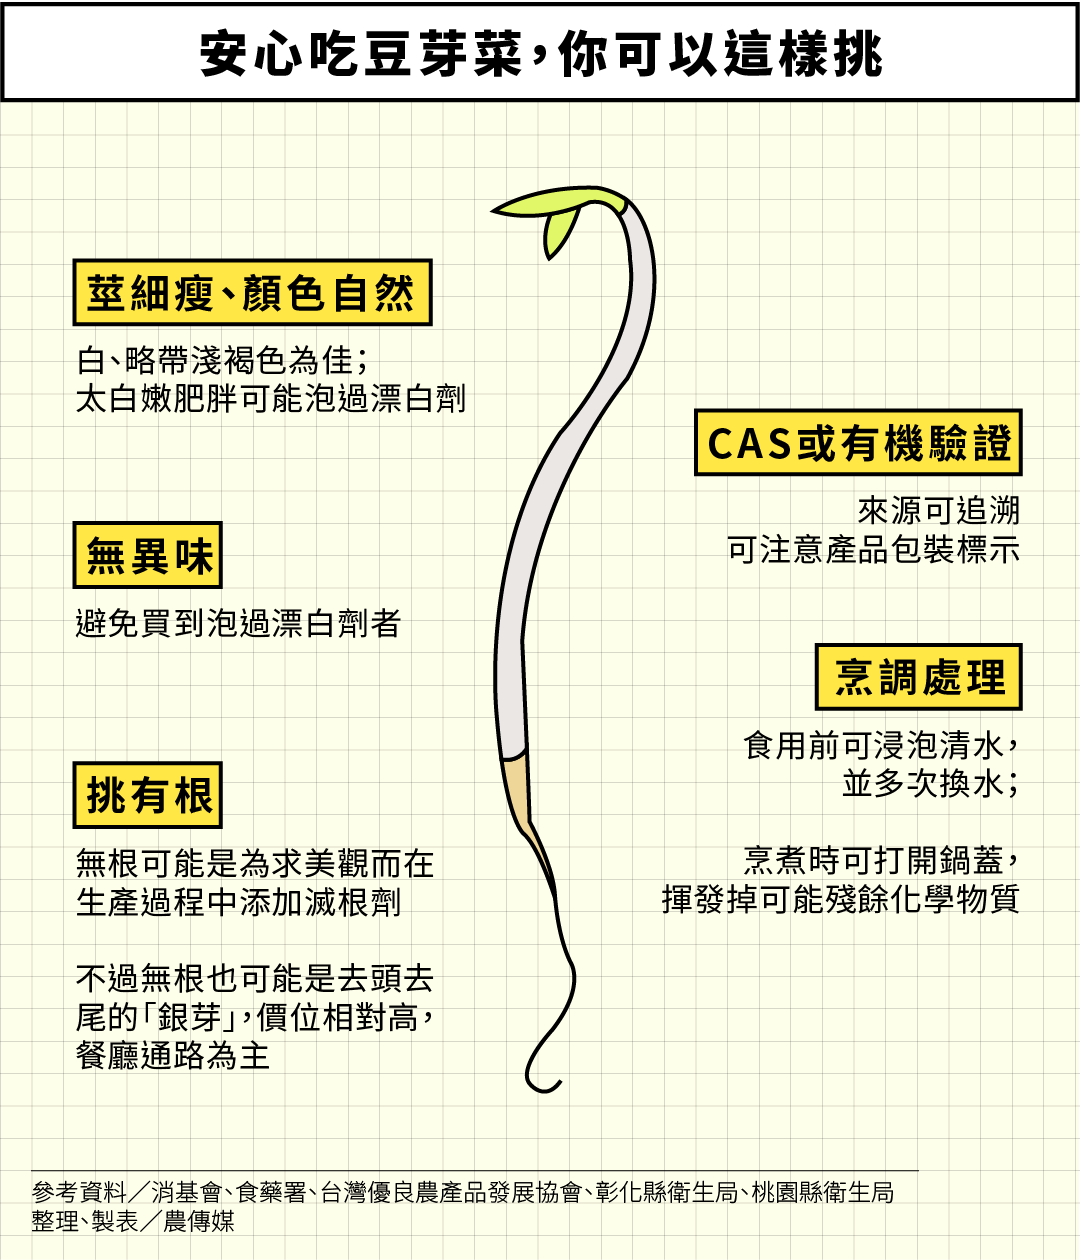 安心吃豆芽菜，你可以這樣挑
莖細瘦、顏色自然
白、略帶淺褐色為佳；
太白嫩肥胖可能泡過漂白劑
無異味
避免買到泡過漂白劑者
挑有根
無根可能是為求美觀而在
生產過程中添加滅根劑
不過無根也可能是去頭去
尾的「銀芽」，價位相對高，
餐廳通路為主
CAS或有機驗證
來源可追溯
可注意產品包裝標示
烹調處理
食用前可浸泡清水，
並多次換水；
烹煮時可打開鍋蓋，
揮發掉可能殘餘化學物質
參考資料／消基會、食藥署、台灣優良農產品發展協會、彰化縣衛生局、桃園縣衛生局
整理、製表／農傳媒